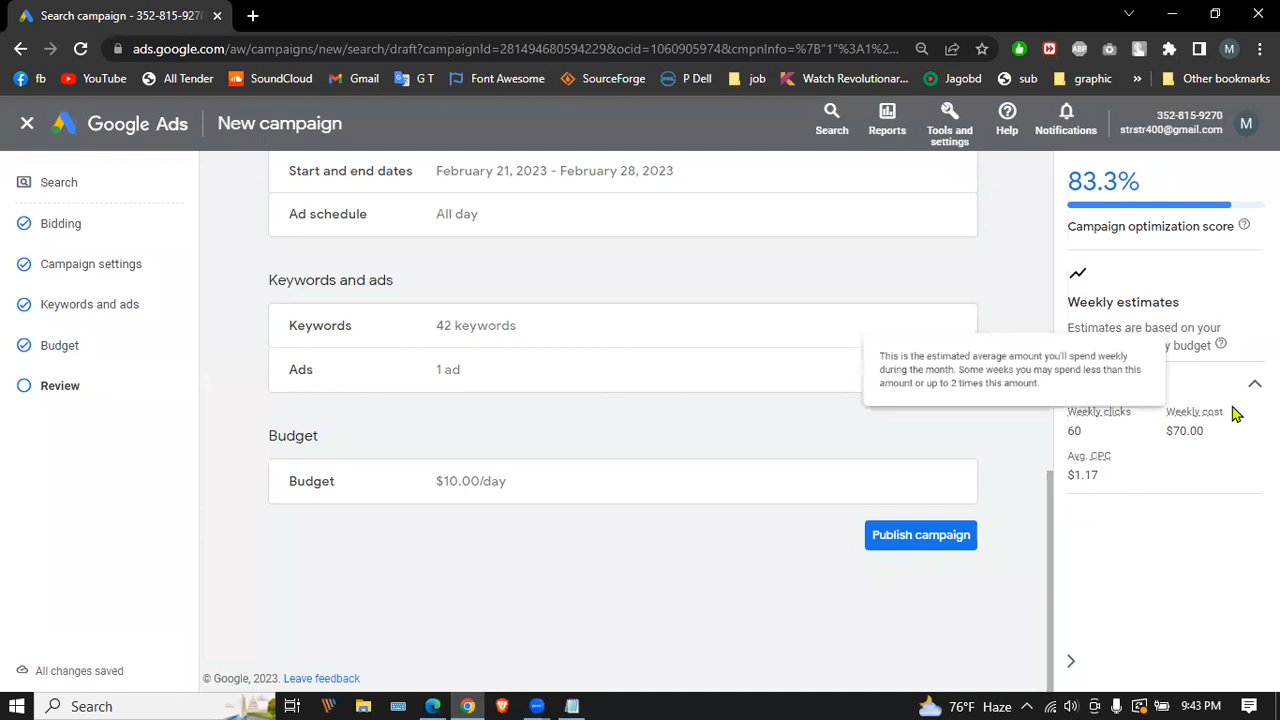 Search campaign - 352-815-9270
ads.google.com/aw/campaigns/new/search/draft?campaignId=281494680594229&ocid=1060905974&cmpnInfo=%7B"1"%3A1%2...
fb
YouTube
All Tender
SoundCloud
Gmail
G T
Font Awesome
SourceForge
P Dell
job
Watch Revolutionar...
Jagobd
sub
graphic
»
Other bookmarks
M
Google Ads
New campaign
Search
Reports
Tools and settings
Help
Notifications
352-815-9270
strstr400@gmail.com
M
Search
Bidding
Campaign settings
Keywords and ads
Budget
Review
All changes saved
Start and end dates February 21, 2023 - February 28, 2023
Ad schedule All day
Keywords and ads
Keywords 42 keywords
Ads 1 ad
Budget
Budget $10.00/day
Publish campaign
© Google, 2023. Leave feedback
83.3%
Campaign optimization score
Weekly estimates
Estimates are based on your
y budget
This is the estimated average amount you'll spend weekly
during the month. Some weeks you may spend less than this
amount or up to 2 times this amount.
Weekly clicks Weekly cost
60 $70.00
Avg. CPC
$1.17
Search
76°F Haze
9:43 PM